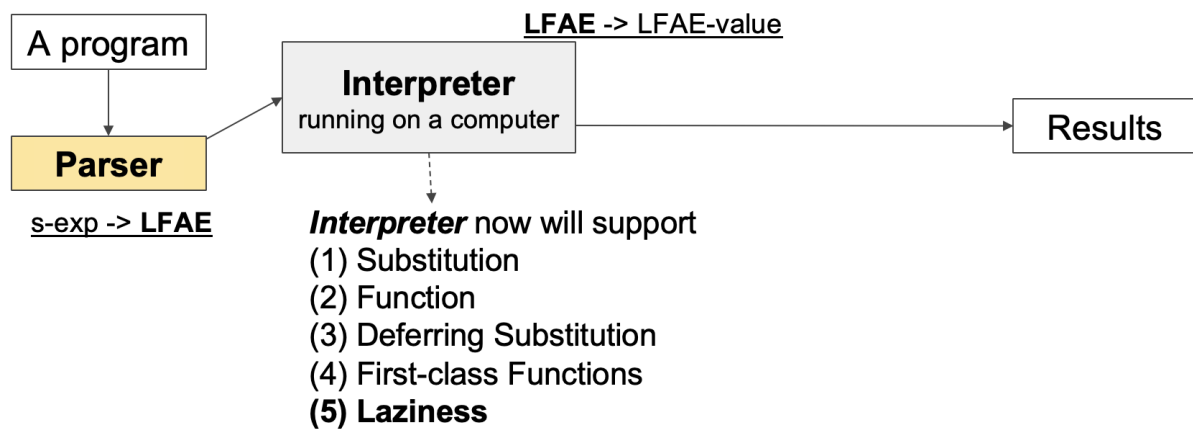 A program
LFAE -> LFAE-value
Interpreter
running on a computer
Results
Parser
s-exp -> LFAE
Interpreter now will support
(1) Substitution
(2) Function
(3) Deferring Substitution
(4) First-class Functions
(5) Laziness